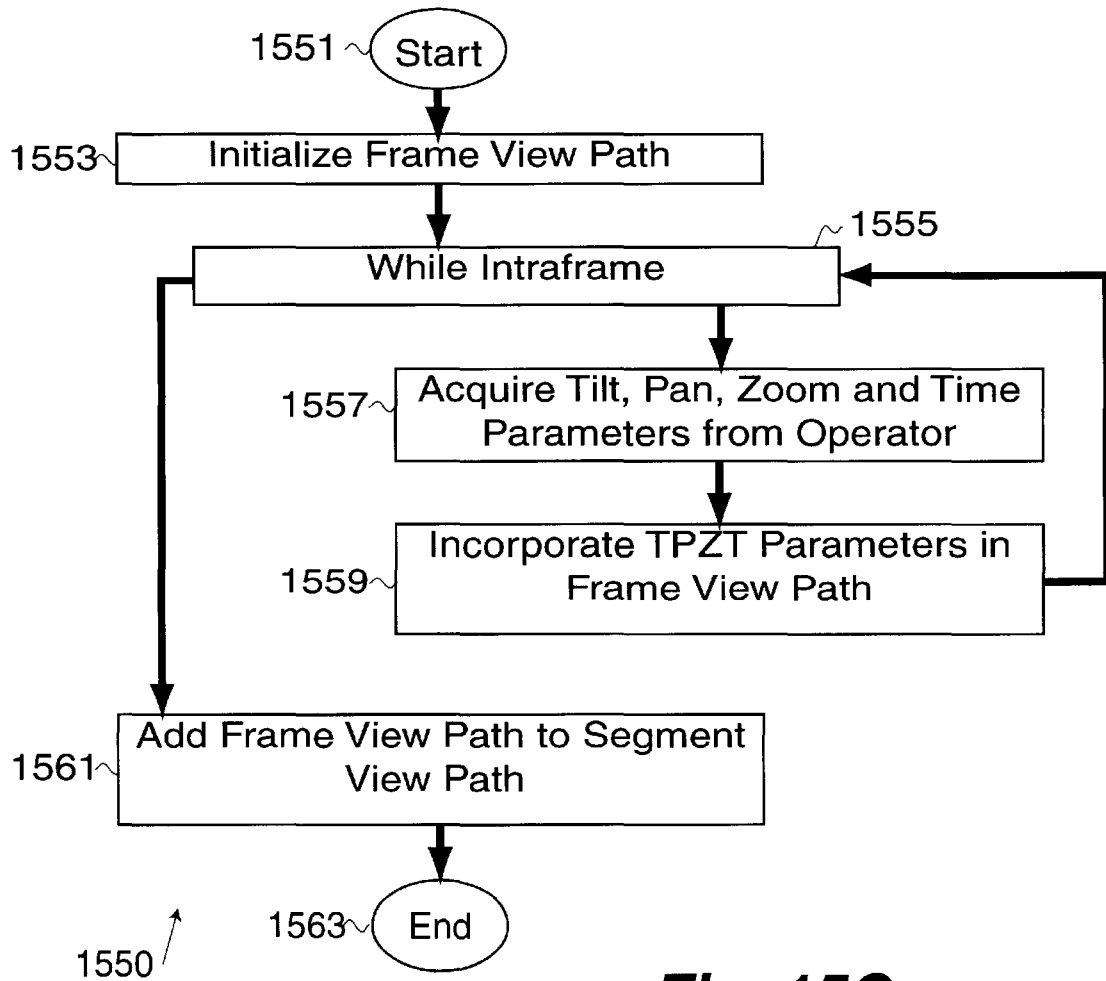 1551
Start
1553
Initialize Frame View Path
1555
While Intraframe
1557
Acquire Tilt, Pan, Zoom and Time
Parameters from Operator
1559
Incorporate TPZT Parameters in
Frame View Path
1561
Add Frame View Path to Segment
View Path
1563
End
1550